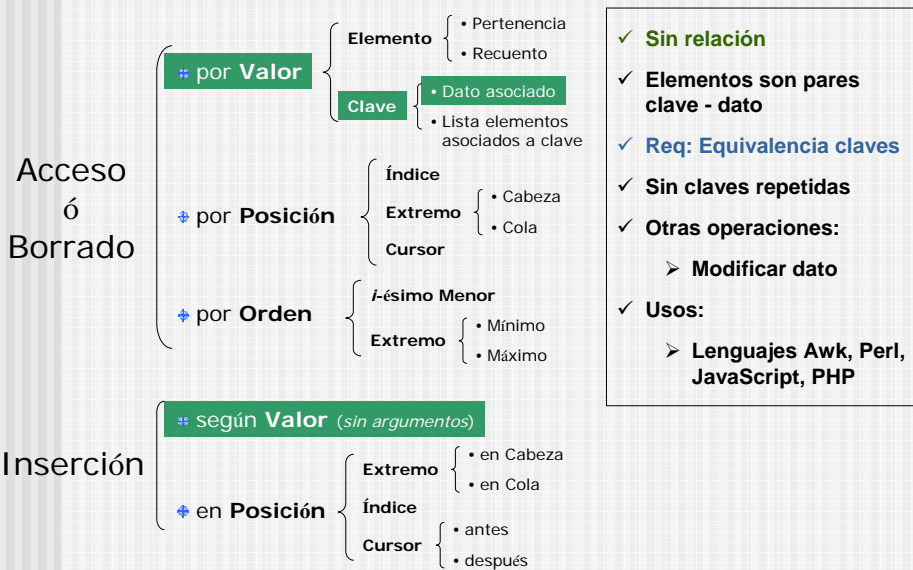 Acceso
ó
Borrado
por Valor
Elemento
• Pertenencia
• Recuento
Clave
• Dato asociado
• Lista elementos
asociados a clave
por Posición
Índice
Extremo
• Cabeza
• Cola
Cursor
por Orden
i-ésimo Menor
Extremo
• Mínimo
• Máximo
Inserción
según Valor (sin argumentos)
en Posición
Extremo
• en Cabeza
• en Cola
Índice
Cursor
• antes
• después
✓ Sin relación
✓ Elementos son pares
clave - dato
✓ Req: Equivalencia claves
✓ Sin claves repetidas
✓ Otras operaciones:
➢ Modificar dato
✓ Usos:
➢ Lenguajes Awk, Perl,
JavaScript, PHP